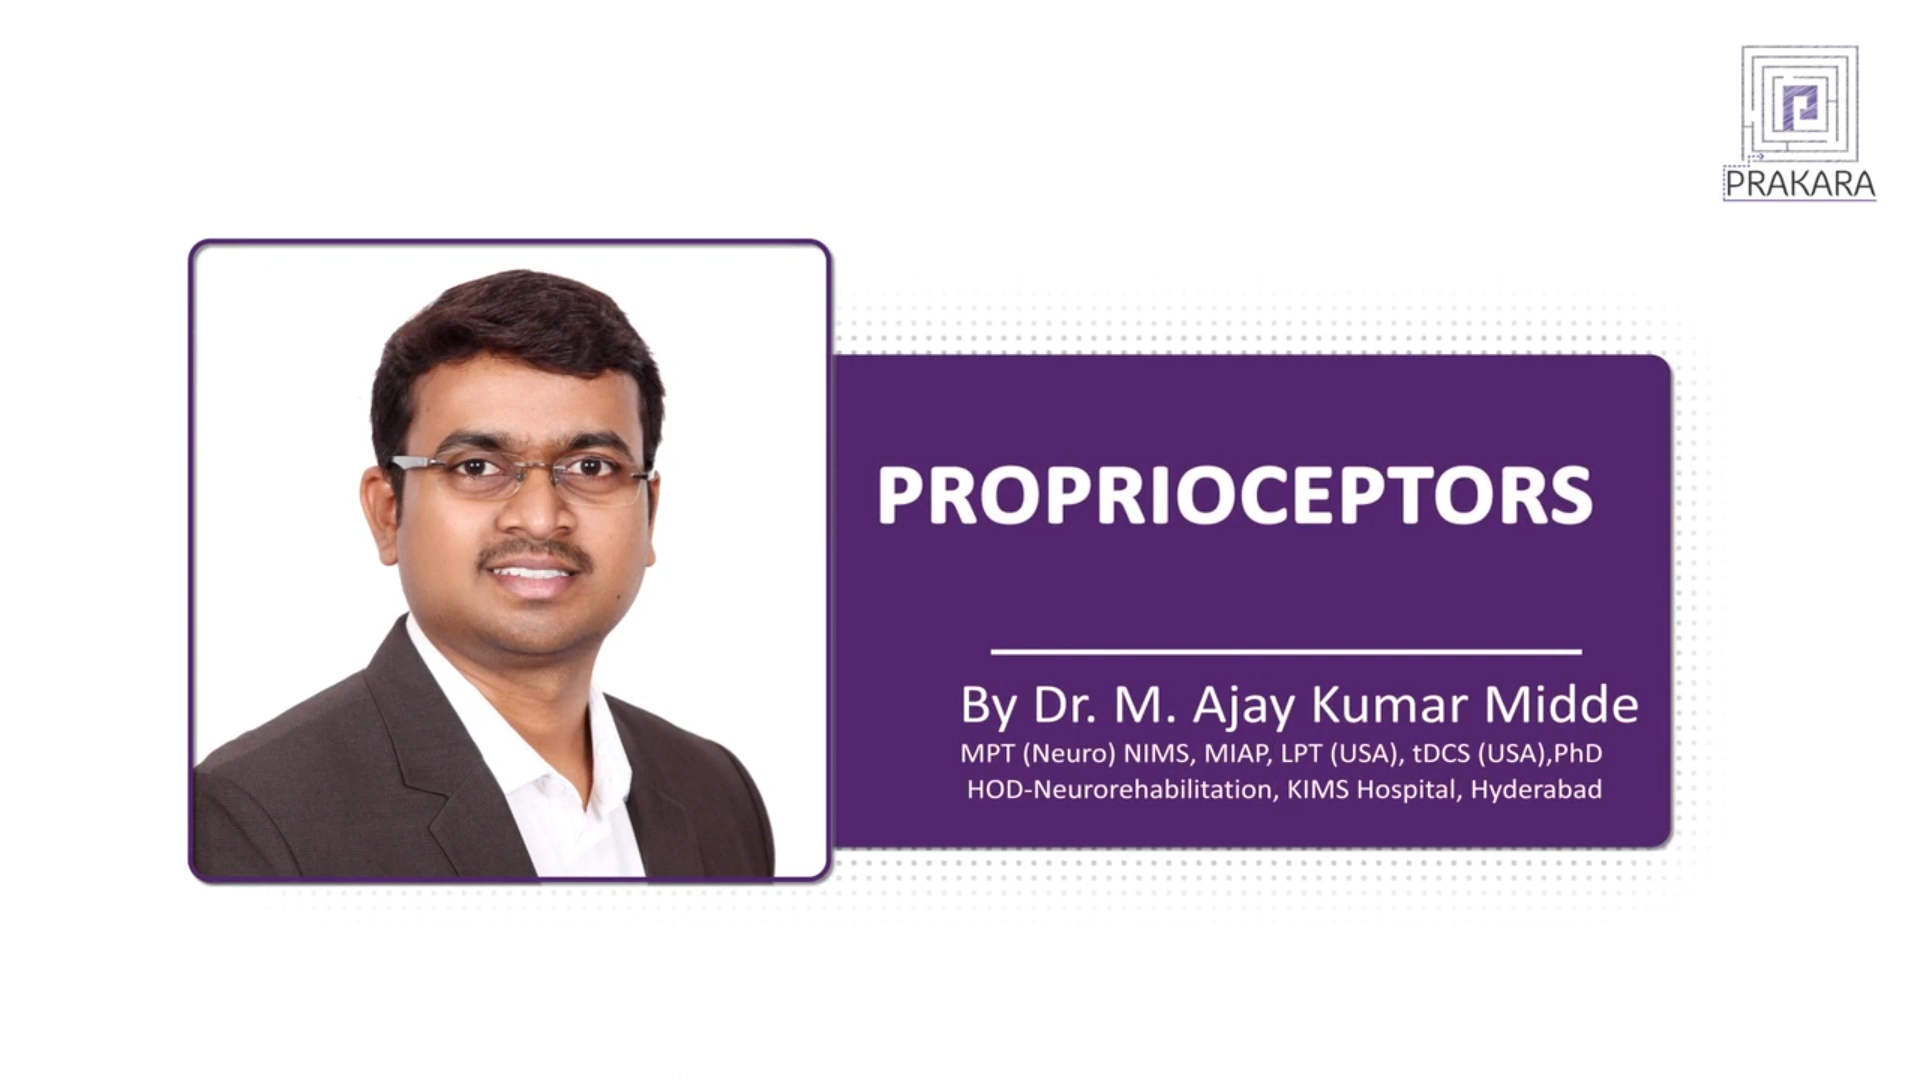 PRAKARA
PROPRIOCEPTORS
By Dr. M. Ajay Kumar Midde
MPT (Neuro) NIMS, MIAP, LPT (USA), tDCS (USA),PhD
HOD-Neurorehabilitation, KIMS Hospital, Hyderabad